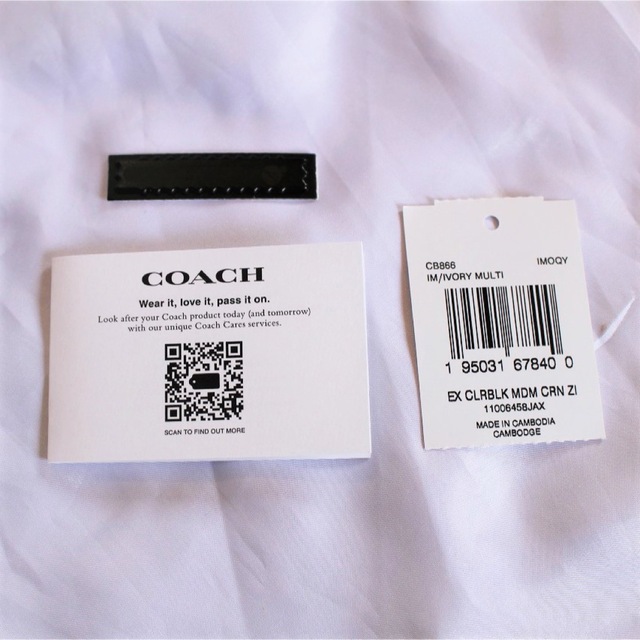 COACH
Wear it, love it, pass it on.
Look after your Coach product today (and tomorrow)
with our unique Coach Cares services.
SCAN TO FIND OUT MORE
CB866 IMOQY
IM/IVORY MULTI
1 95031 67840 0
EX CLRBLK MDM CRN ZI
11006458JAX
MADE IN CAMBODIA
CAMBODGE